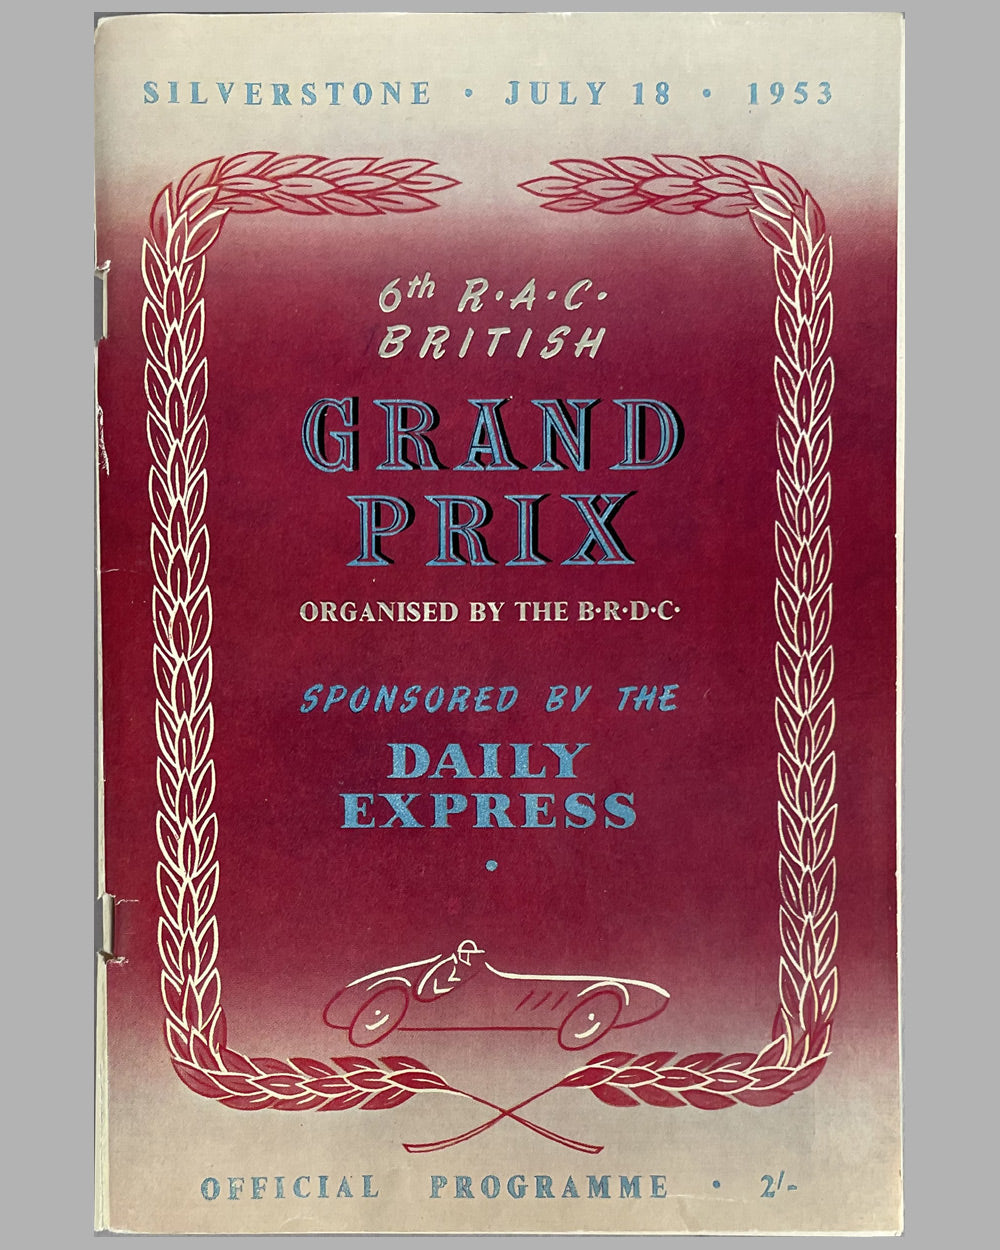 SILVERSTONE • JULY 18 • 1953
6th R·A·C·
BRITISH
GRAND
PRIX
ORGANISED BY THE B·R·D·C·
SPONSORED BY THE
DAILY
EXPRESS
•
OFFICIAL PROGRAMME • 2/-